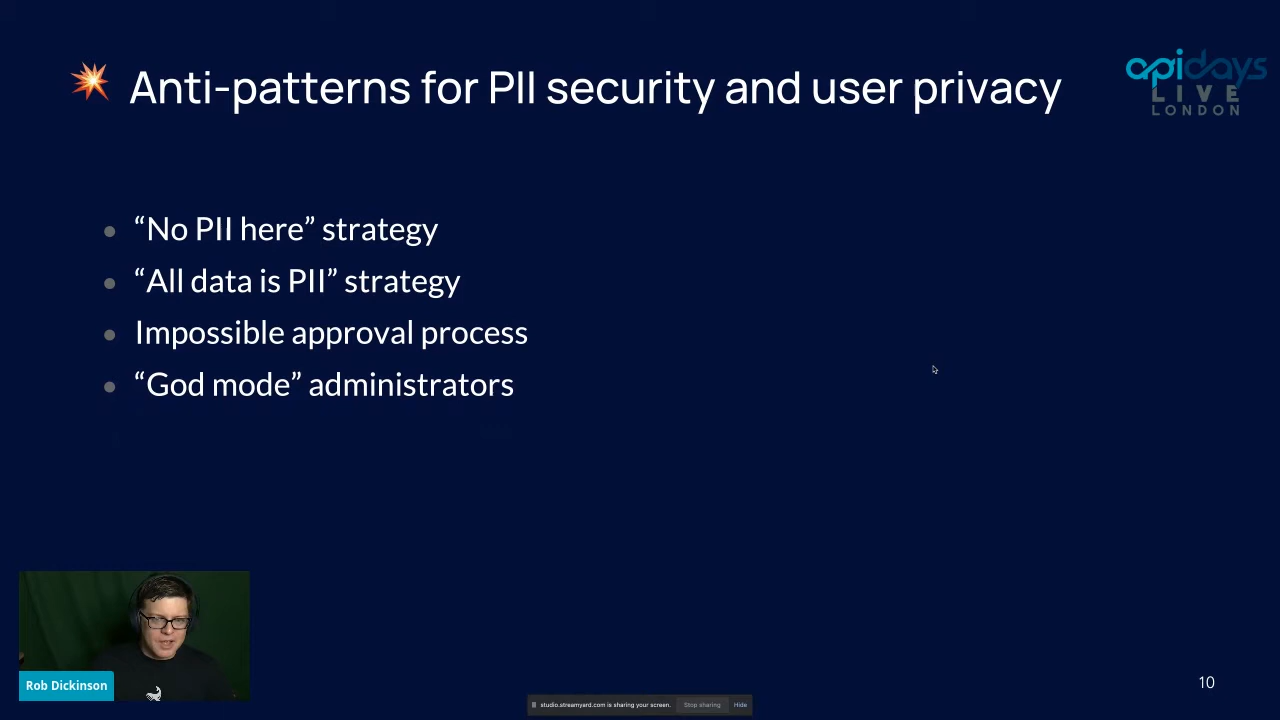 Anti-patterns for PII security and user privacy
apidays
LIVE
LONDON
“No PII here” strategy
“All data is PII” strategy
Impossible approval process
“God mode” administrators
Rob Dickinson
studio.streamyard.com is sharing your screen. Stop sharing Hide
10